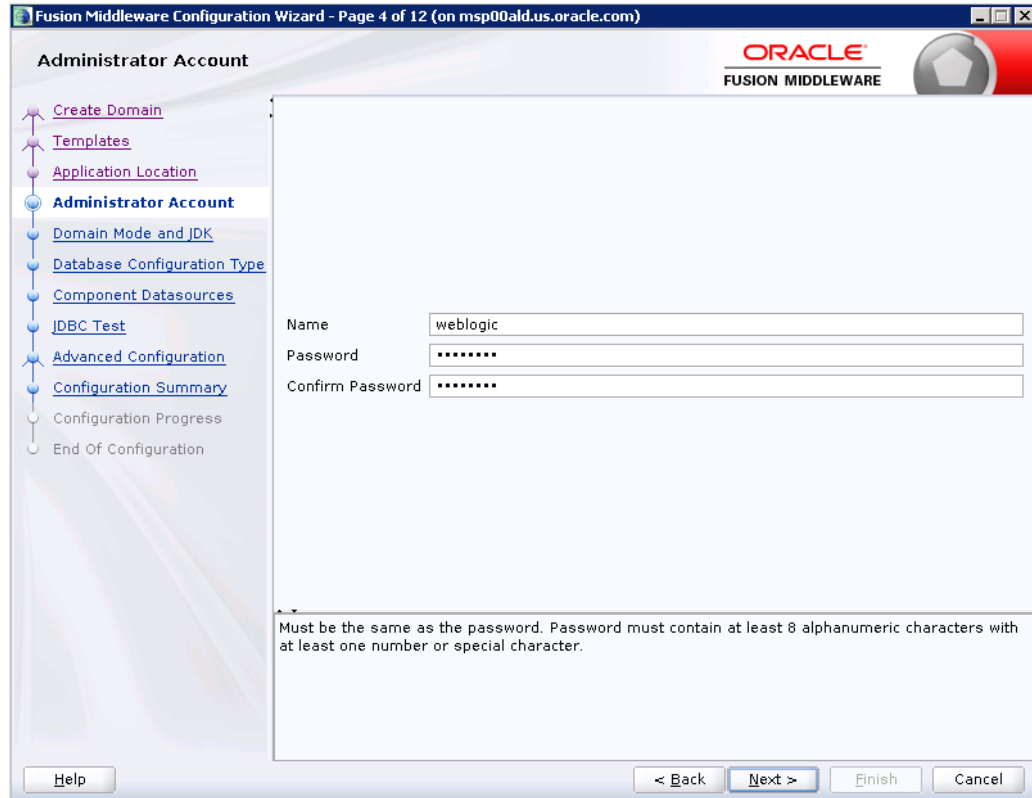 Fusion Middleware Configuration Wizard - Page 4 of 12 (on msp00ald.us.oracle.com)
Administrator Account
ORACLE
FUSION MIDDLEWARE
Create Domain
Templates
Application Location
Administrator Account
Domain Mode and JDK
Database Configuration Type
Component Datasources
JDBC Test
Advanced Configuration
Configuration Summary
Configuration Progress
End Of Configuration
Name weblogic
Password ••••••••
Confirm Password ••••••••
Must be the same as the password. Password must contain at least 8 alphanumeric characters with
at least one number or special character.
Help < Back Next > Finish Cancel